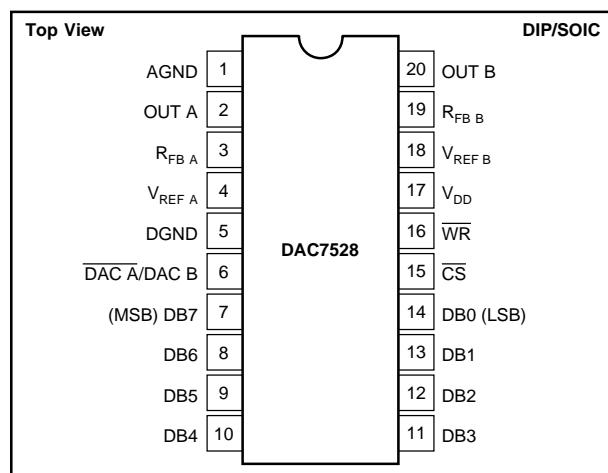 Top View DIP/SOIC
AGND 1 20 OUT B
OUT A 2 19 RFB B
RFB A 3 18 VREF B
VREF A 4 17 VDD
DGND 5 16 WR
DAC7528
DAC A/DAC B 6 15 CS
(MSB) DB7 7 14 DB0 (LSB)
DB6 8 13 DB1
DB5 9 12 DB2
DB4 10 11 DB3